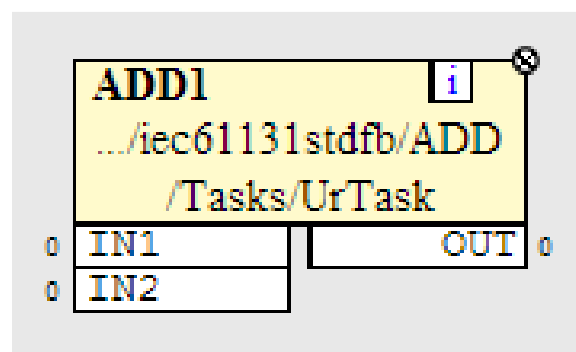 ADD1 i
.../iec61131stdfb/ADD
/Tasks/UrTask
0 IN1 OUT 0
0 IN2